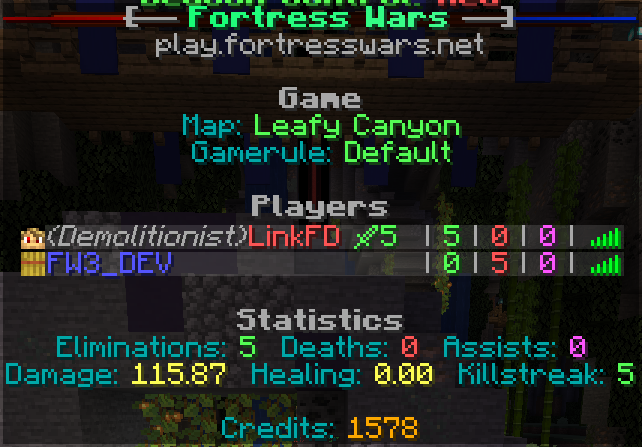 Fortress Wars
play.fortresswars.net
Game
Map: Leafy Canyon
Gamerule: Default
Players
(Demolitionist)LinkFD 5 | 5 | 0 | 0 |
FW3_DEV | 0 | 5 | 0 |
Statistics
Eliminations: 5 Deaths: 0 Assists: 0
Damage: 115.87 Healing: 0.00 Killstreak: 5
Credits: 1578